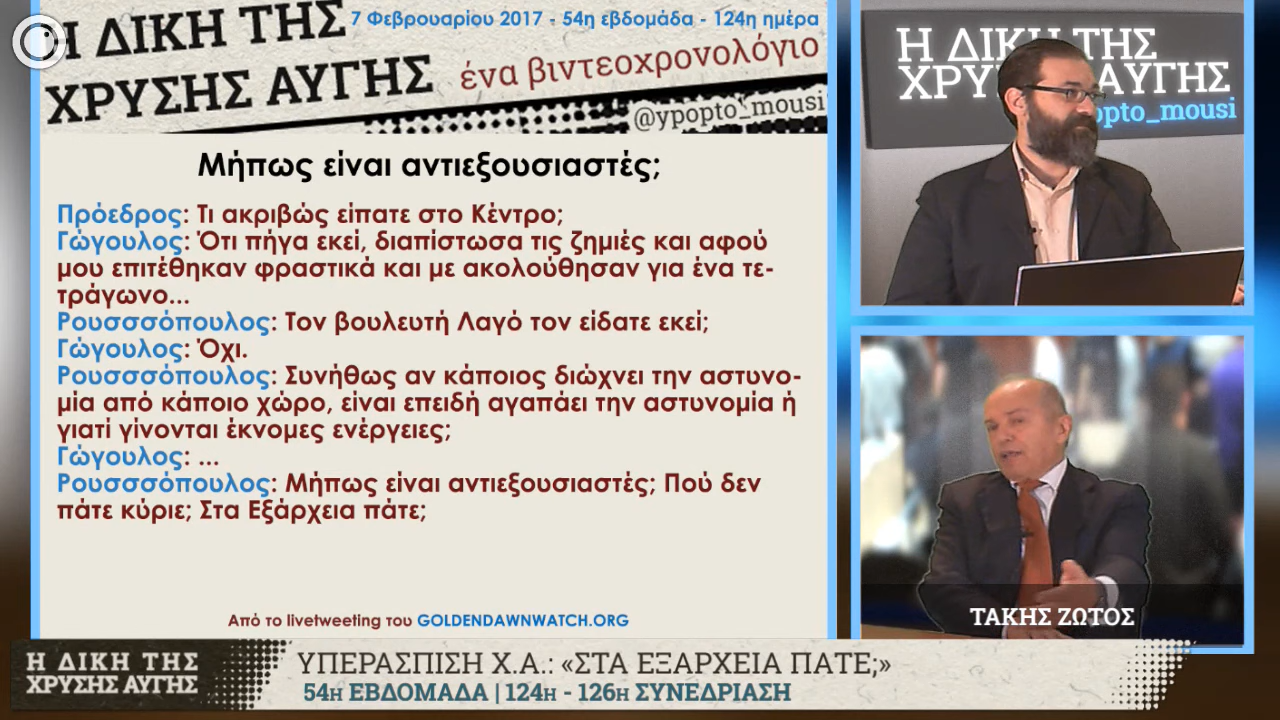 Η ΔΙΚΗ ΤΗΣ
7 Φεβρουαρίου 2017 - 54η εβδομάδα - 124η ημέρα
ΧΡΥΣΗΣ ΑΥΓΗΣ
ένα βιντεοχρονολόγιο
@ypopto_mousi
Μήπως είναι αντιεξουσιαστές;
Πρόεδρος: Τι ακριβώς είπατε στο Κέντρο;
Γώγουλος: Ότι πήγα εκεί, διαπίστωσα τις ζημιές και αφού
μου επιτέθηκαν φραστικά και με ακολούθησαν για ένα τε-
τράγωνο...
Ρουσσσόπουλος: Τον βουλευτή Λαγό τον είδατε εκεί;
Γώγουλος: Όχι.
Ρουσσσόπουλος: Συνήθως αν κάποιος διώχνει την αστυνο-
μία από κάποιο χώρο, είναι επειδή αγαπάει την αστυνομία ή
γιατί γίνονται έκνομες ενέργειες;
Γώγουλος: ...
Ρουσσσόπουλος: Μήπως είναι αντιεξουσιαστές; Πού δεν
πάτε κύριε; Στα Εξάρχεια πάτε;
Από το livetweeting του GOLDENDAWNWATCH.ORG
Η ΔΙΚΗ ΤΗΣ
ΧΡΥΣΗΣ ΑΥΓΗΣ
opto_mousi
ΤΑΚΗΣ ΖΩΤΟΣ
Η ΔΙΚΗ ΤΗΣ
ΧΡΥΣΗΣ ΑΥΓΗΣ
ΥΠΕΡΑΣΠΙΣΗ Χ.Α.: «ΣΤΑ ΕΞΑΡΧΕΙΑ ΠΑΤΕ;»
54η ΕΒΔΟΜΑΔΑ | 124η - 126η ΣΥΝΕΔΡΙΑΣΗ